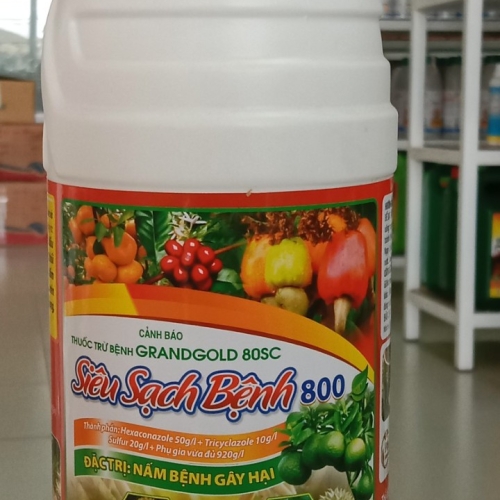 CẢNH BÁO
THUỐC TRỪ BỆNH GRANDGOLD 80SC
Siêu Sạch Bệnh 800
Thành phần: Hexaconazole 50g/l + Tricyclazole 10g/l
Sulfur 20g/l + Phụ gia vừa đủ 920g/l
ĐẶC TRỊ: NẤM BỆNH GÂY HẠI